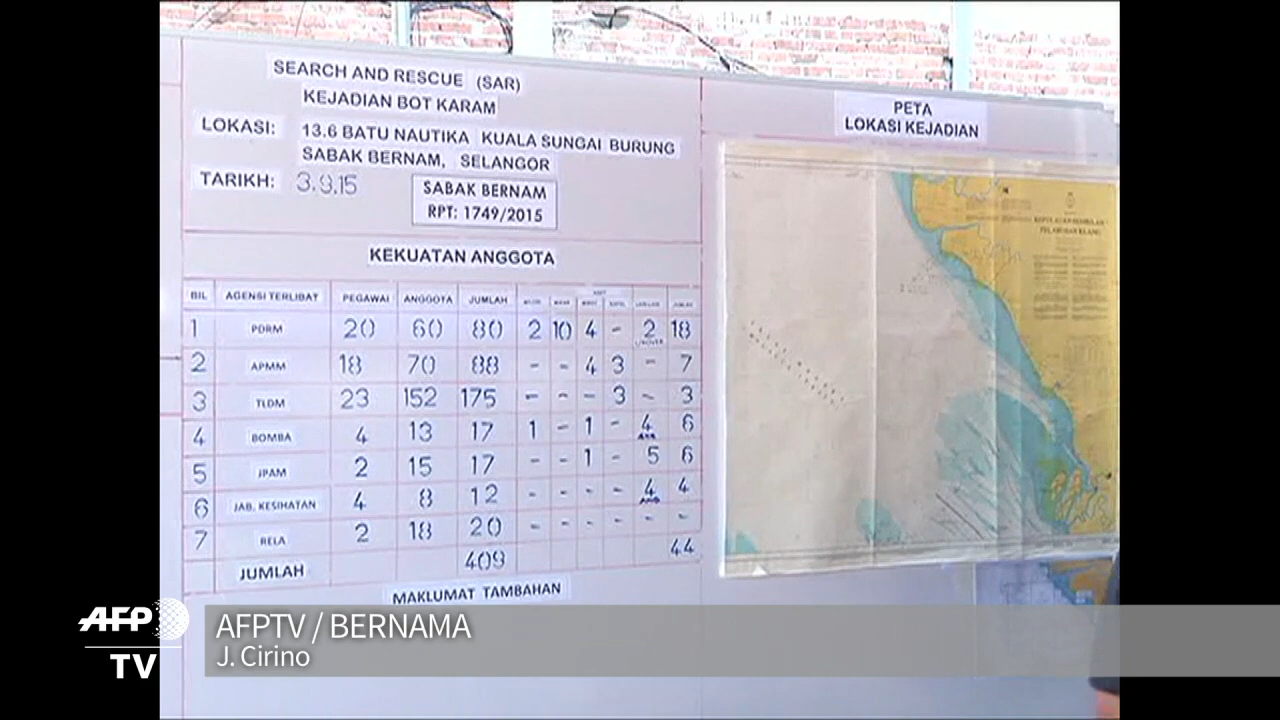 SEARCH AND RESCUE (SAR)
KEJADIAN BOT KARAM
LOKASI: 13.6 BATU NAUTIKA KUALA SUNGAI BURUNG
SABAK BERNAM, SELANGOR
TARIKH: 3.9.15
SABAK BERNAM
RPT: 1749/2015
KEKUATAN ANGGOTA
BIL AGENSI TERLIBAT PEGAWAI ANGGOTA JUMLAH JUMLAH
1 PDRM 20 60 80 2 10 4 - 2 18
2 APMM 18 70 88 - - 4 3 - 7
3 TLDM 23 152 175 - - - 3 - 3
4 BOMBA 4 13 17 1 - 1 - 4 6
5 JPAM 2 15 17 - - 1 - 5 6
6 JAB. KESIHATAN 4 8 12 - - - - 4 4
7 RELA 2 18 20 - - - - - -
JUMLAH 409 44
MAKLUMAT TAMBAHAN
PETA
LOKASI KEJADIAN
AFP
TV
AFPTV / BERNAMA
J. Cirino